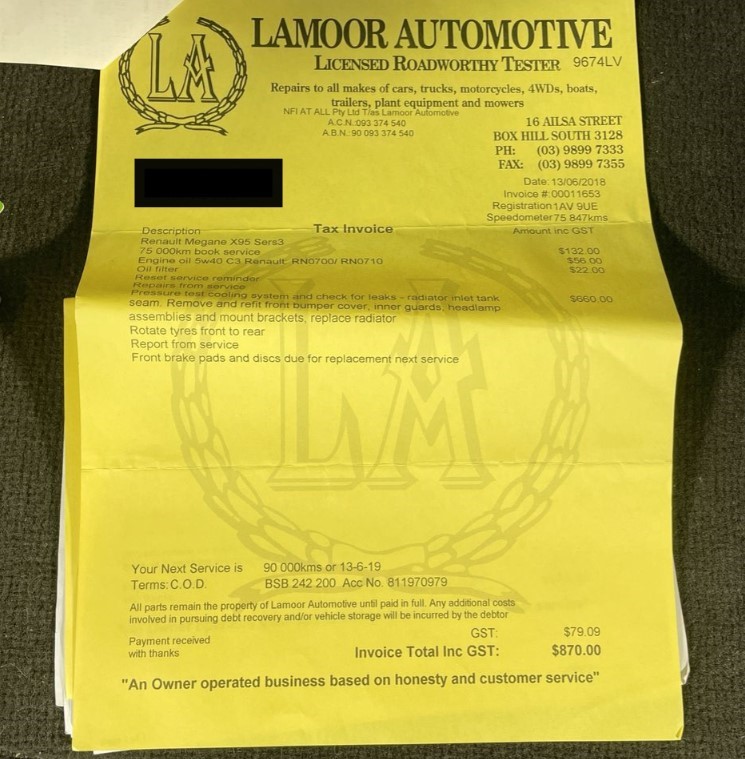 LA
LAMOOR AUTOMOTIVE
LICENSED ROADWORTHY TESTER 9674LV
Repairs to all makes of cars, trucks, motorcycles, 4WDs, boats,
trailers, plant equipment and mowers
NFI AT ALL Pty Ltd T/as Lamoor Automotive
A.C.N. 093 374 540
A.B.N. 90 093 374 540
16 AILSA STREET
BOX HILL SOUTH 3128
PH: (03) 9899 7333
FAX: (03) 9899 7355
Date: 13/06/2018
Invoice #:00011653
Registration 1AV 9UE
Speedometer 75 847kms
Description Tax Invoice Amount inc GST
Renault Megane X95 Sers3
75 000km book service $132.00
Engine oil 5w40 C3 Renault: RN0700/ RN0710 $56.00
Oil filter $22.00
Reset service reminder
Repairs from service
Pressure test cooling system and check for leaks - radiator inlet tank $660.00
seam. Remove and refit front bumper cover, inner guards, headlamp
assemblies and mount brackets, replace radiator
Rotate tyres front to rear
Report from service
Front brake pads and discs due for replacement next service
LA
Your Next Service is 90 000kms or 13-6-19
Terms: C.O.D. BSB 242 200 Acc No. 811970979
All parts remain the property of Lamoor Automotive until paid in full. Any additional costs
involved in pursuing debt recovery and/or vehicle storage will be incurred by the debtor
GST: $79.09
Payment received
with thanks
Invoice Total Inc GST: $870.00
"An Owner operated business based on honesty and customer service"